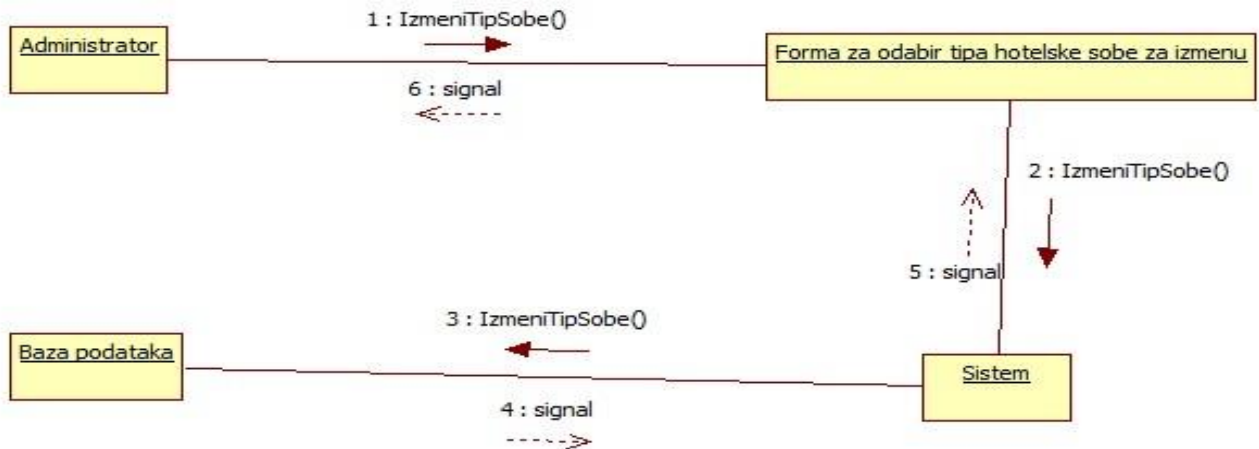 1 : IzmeniTipSobe()
Administrator
Forma za odabir tipa hotelske sobe za izmenu
6 : signal
2 : IzmeniTipSobe()
5 : signal
3 : IzmeniTipSobe()
Baza podataka
Sistem
4 : signal